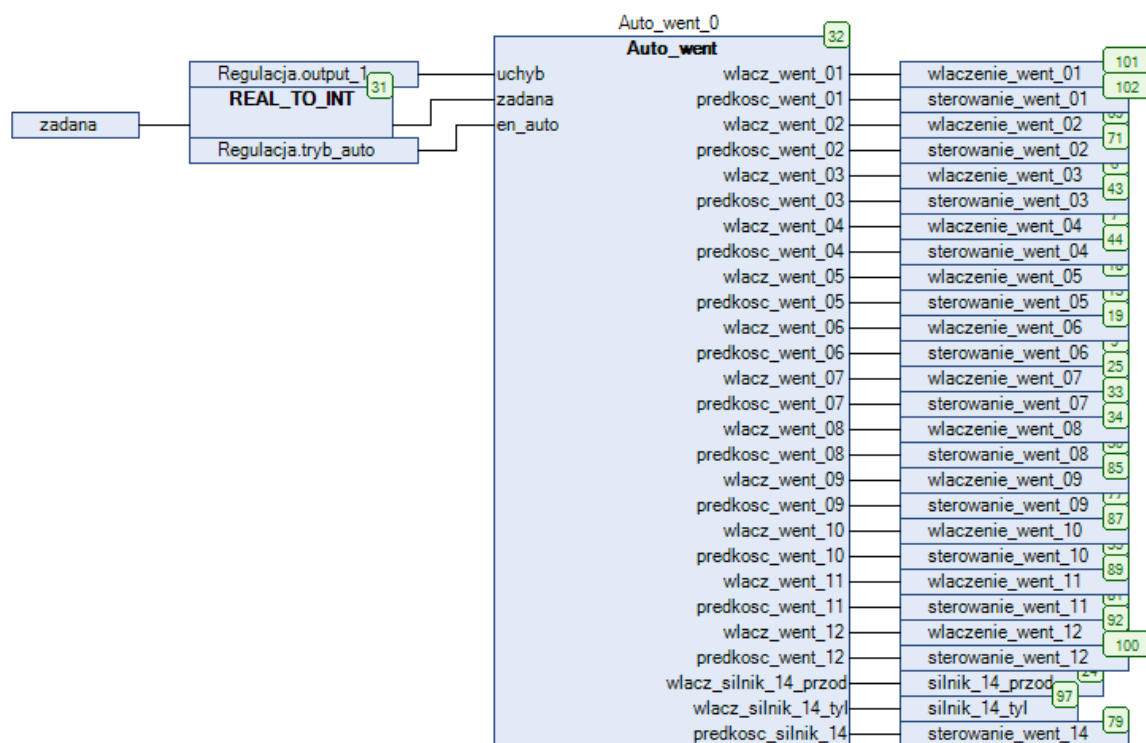 Auto_went_0
32
Auto_went
101
Regulacja.output_1 uchyb wlacz_went_01 wlaczenie_went_01
31 102
REAL_TO_INT zadana predkosc_went_01 sterowanie_went_01
zadana en_auto wlacz_went_02 wlaczenie_went_02
71
Regulacja.tryb_auto predkosc_went_02 sterowanie_went_02
wlacz_went_03 wlaczenie_went_03
43
predkosc_went_03 sterowanie_went_03
wlacz_went_04 wlaczenie_went_04
44
predkosc_went_04 sterowanie_went_04
wlacz_went_05 wlaczenie_went_05
predkosc_went_05 sterowanie_went_05
19
wlacz_went_06 wlaczenie_went_06
predkosc_went_06 sterowanie_went_06
25
wlacz_went_07 wlaczenie_went_07
33
predkosc_went_07 sterowanie_went_07
34
wlacz_went_08 wlaczenie_went_08
predkosc_went_08 sterowanie_went_08
85
wlacz_went_09 wlaczenie_went_09
predkosc_went_09 sterowanie_went_09
87
wlacz_went_10 wlaczenie_went_10
predkosc_went_10 sterowanie_went_10
89
wlacz_went_11 wlaczenie_went_11
predkosc_went_11 sterowanie_went_11
92
wlacz_went_12 wlaczenie_went_12
100
predkosc_went_12 sterowanie_went_12
wlacz_silnik_14_przod silnik_14_przod
97
wlacz_silnik_14_tyl silnik_14_tyl
79
predkosc_silnik_14 sterowanie_went_14